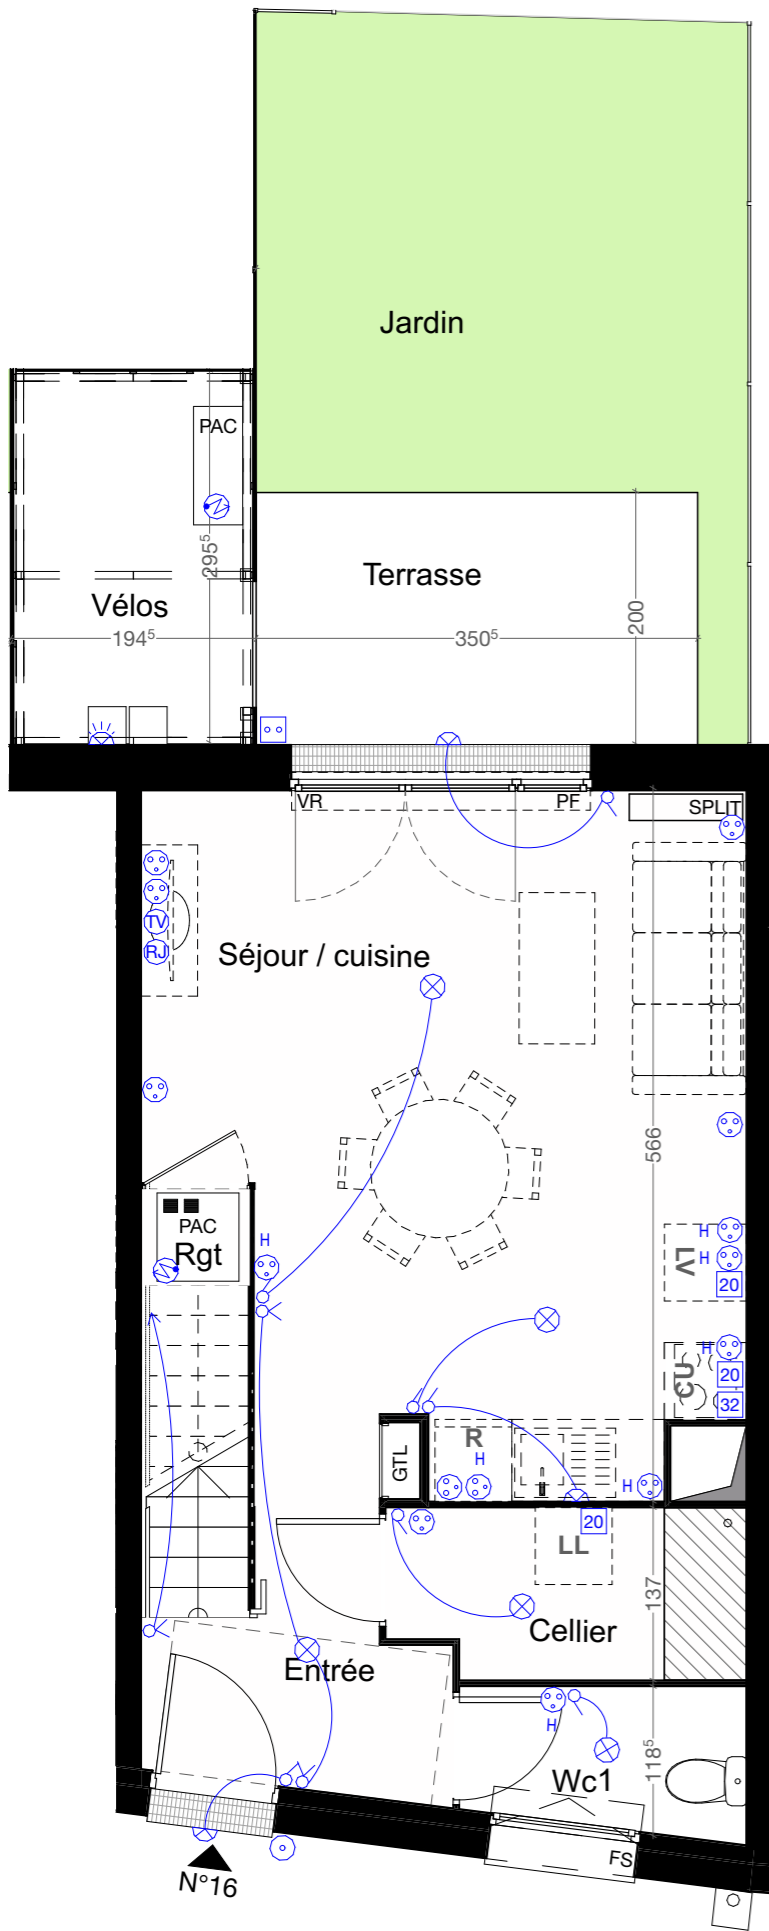 Jardin
PAC
295⁵
Terrasse
Vélos
194⁵
350⁵
200
VR
PF
SPLIT
TV
RJ
Séjour / cuisine
566
PAC
Rgt
H
H
H
LV
20
H
CU
20
32
R
H
GTL
H
20
LL
137
Cellier
Entrée
H
118⁵
Wc1
FS
N°16